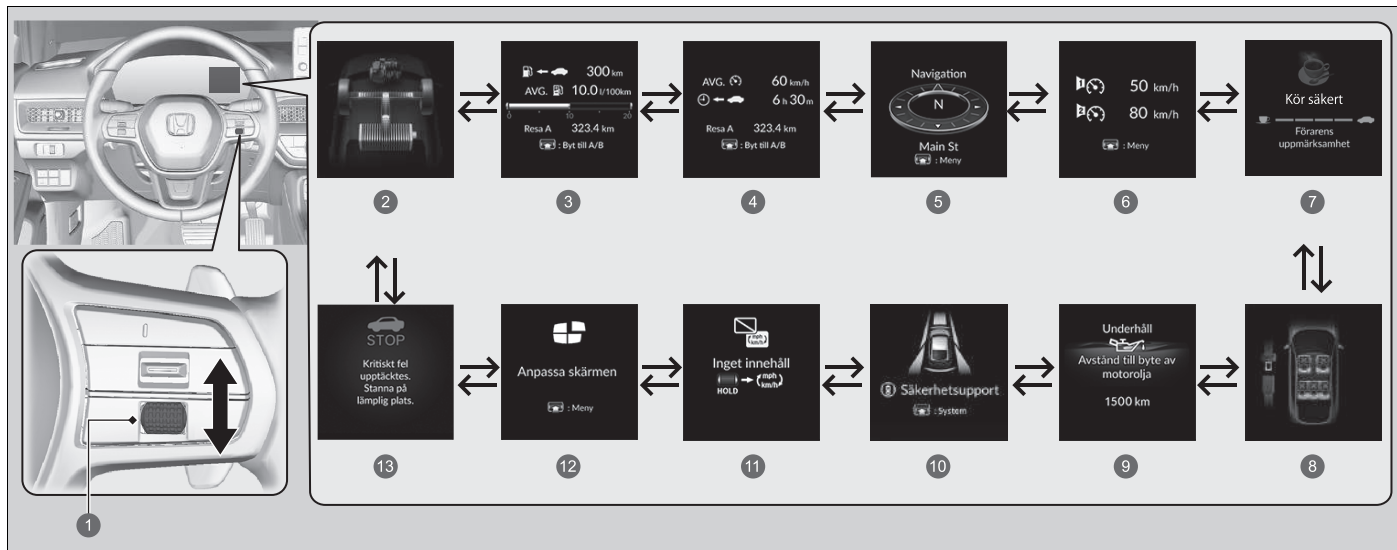 300 km
AVG. 10.0 l/100km
0 10 20
Resa A 323.4 km
: Byt till A/B
2
3
AVG. 60 km/h
6 h 30 m
Resa A 323.4 km
: Byt till A/B
4
Navigation
N
Main St
: Meny
5
1 50 km/h
2 80 km/h
: Meny
6
Kör säkert
Förarens
uppmärksamhet
7
STOP
Kritiskt fel
upptäcktes.
Stanna på
lämplig plats.
13
Anpassa skärmen
: Meny
12
mph
km/h
Inget innehåll
HOLD
mph
km/h
11
Säkerhetsupport
: System
10
Underhåll
Avstånd till byte av
motorolja
1500 km
9
8
1